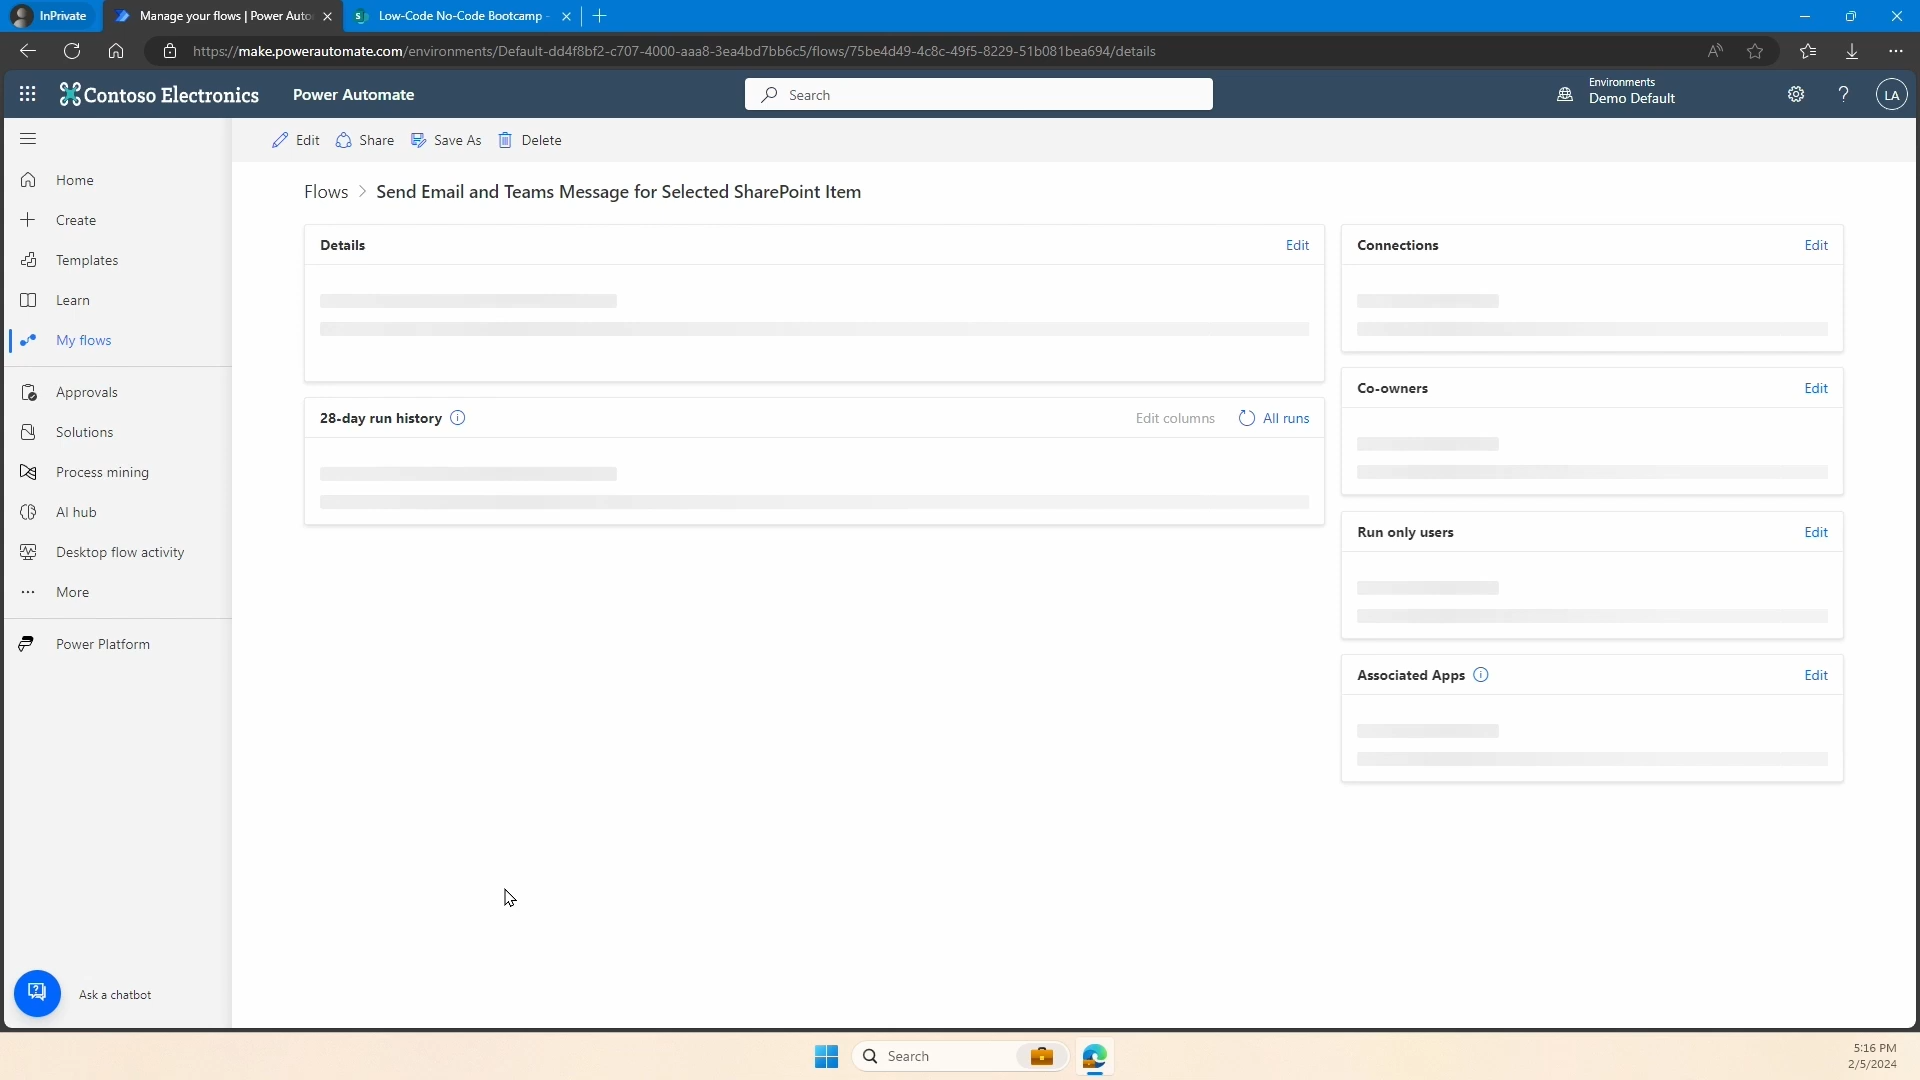 InPrivate
Manage your flows | Power Auto
Low-Code No-Code Bootcamp -
https://make.powerautomate.com/environments/Default-dd4f8bf2-c707-4000-aaa8-3ea4bd7bb6c5/flows/75be4d49-4c8c-49f5-8229-51b081bea694/details
Contoso Electronics
Power Automate
Search
Environments
Demo Default
LA
Edit
Share
Save As
Delete
Home
Create
Templates
Learn
My flows
Approvals
Solutions
Process mining
AI hub
Desktop flow activity
More
Power Platform
Ask a chatbot
Flows > Send Email and Teams Message for Selected SharePoint Item
Details
Edit
28-day run history
Edit columns
All runs
Connections
Edit
Co-owners
Edit
Run only users
Edit
Associated Apps
Edit
Search
5:16 PM
2/5/2024